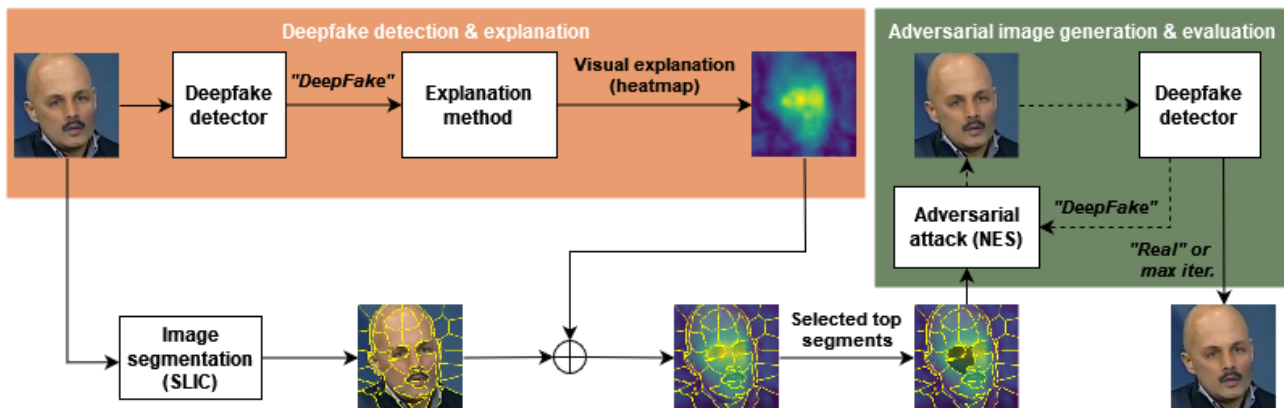 Deepfake detection & explanation
Deepfake
detector
"DeepFake"
Explanation
method
Visual explanation
(heatmap)
Adversarial image generation & evaluation
Deepfake
detector
Adversarial
attack (NES)
"DeepFake"
"Real" or
max iter.
Image
segmentation
(SLIC)
Selected top
segments